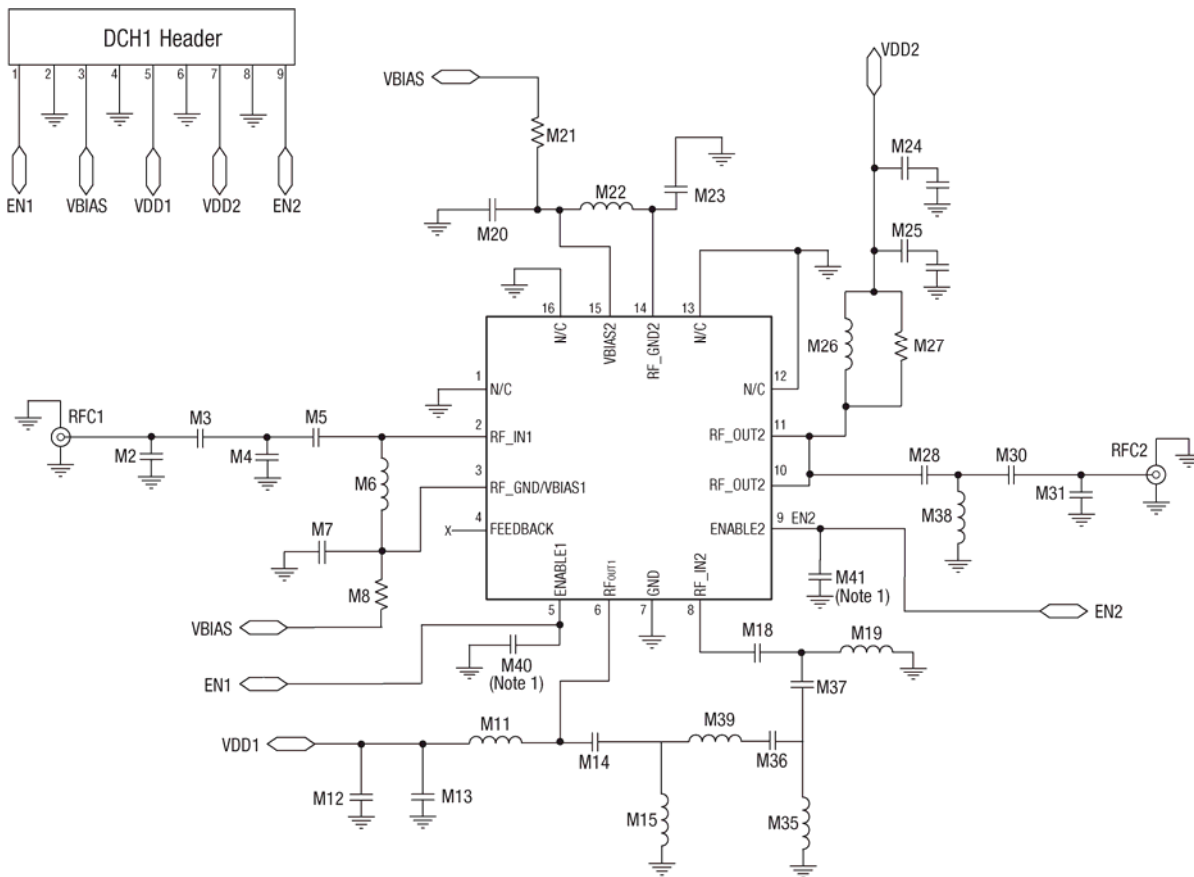 DCH1 Header
1 2 3 4 5 6 7 8 9
EN1 VBIAS VDD1 VDD2 EN2
VBIAS
VDD2
M21
M24
M22
M23
M20
M25
16 15 14 13
N/C VBIAS2 RF_GND2 N/C
M26 M27
1 N/C
12 N/C
RFC1 M3 M5
2 RF_IN1
11 RF_OUT2
M2 M4
M28 M30 RFC2
M6
3 RF_GND/VBIAS1
10 RF_OUT2
M31
M38
M7
X 4 FEEDBACK
9 EN2 ENABLE2
M8
ENABLE1 RFOUT1 GND RF_IN2
M41
(Note 1)
5 6 7 8
VBIAS
EN2
M18 M19
M40
(Note 1)
EN1
M37
M11 M39
VDD1
M14 M36
M12 M13
M15 M35